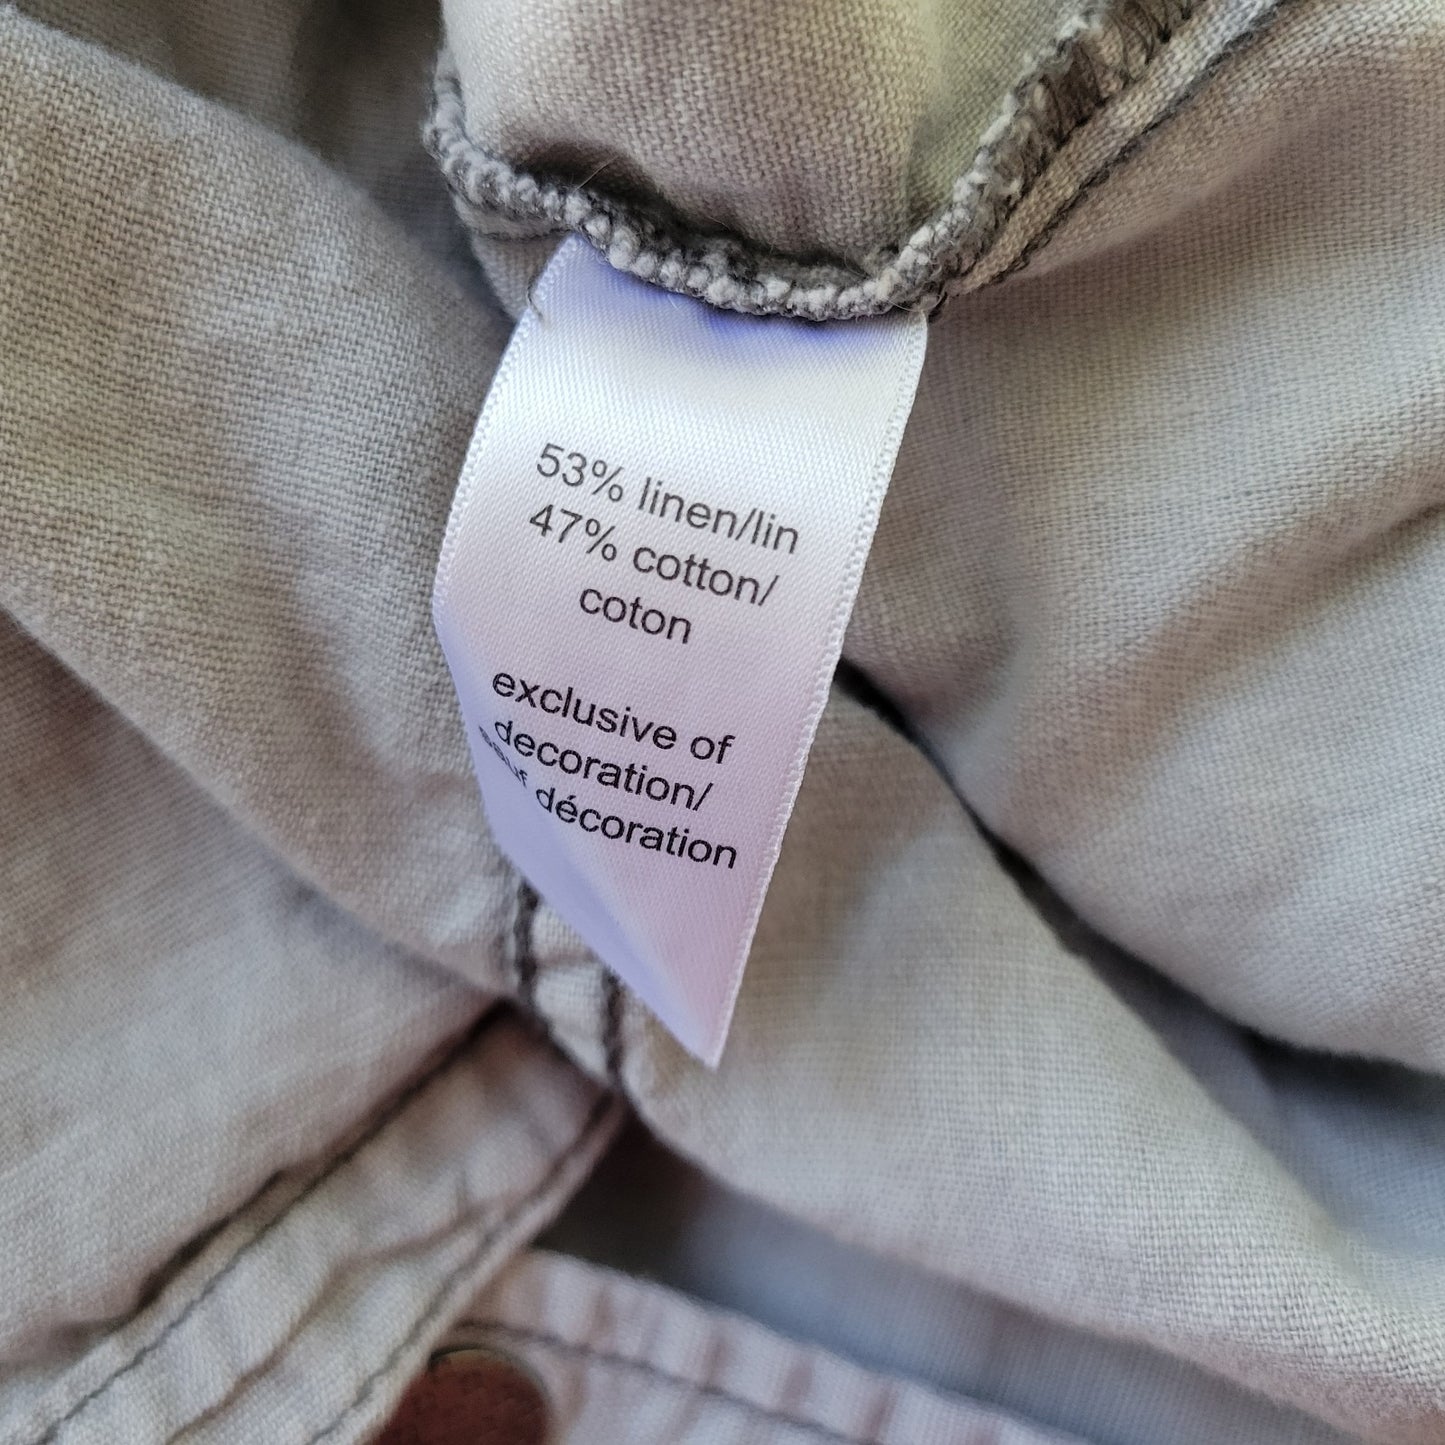 53% linen/lin
47% cotton/
coton
exclusive of
decoration/
sauf décoration